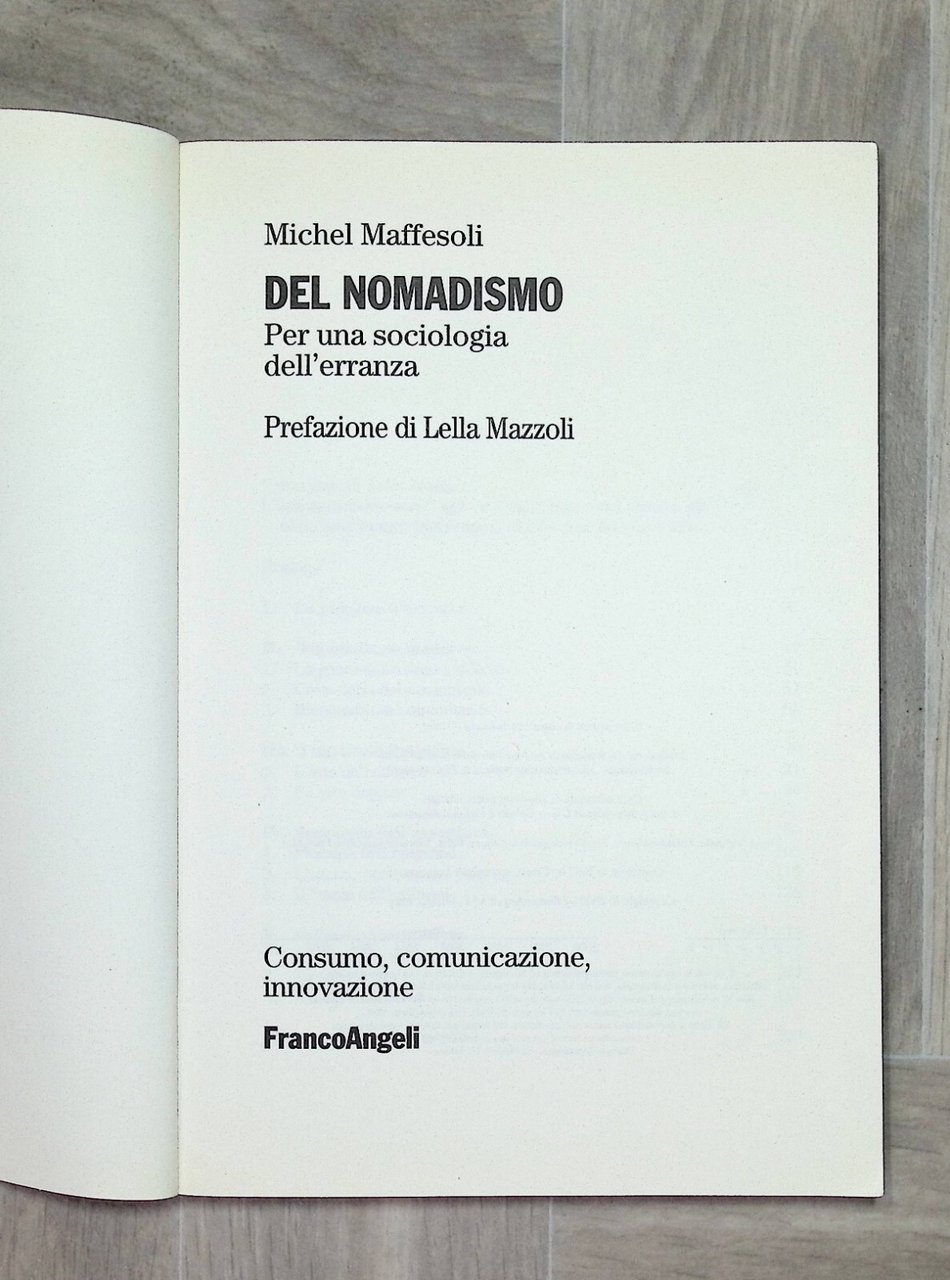 Michel Maffesoli
DEL NOMADISMO
Per una sociologia
dell'erranza
Prefazione di Lella Mazzoli
Consumo, comunicazione,
innovazione
FrancoAngeli